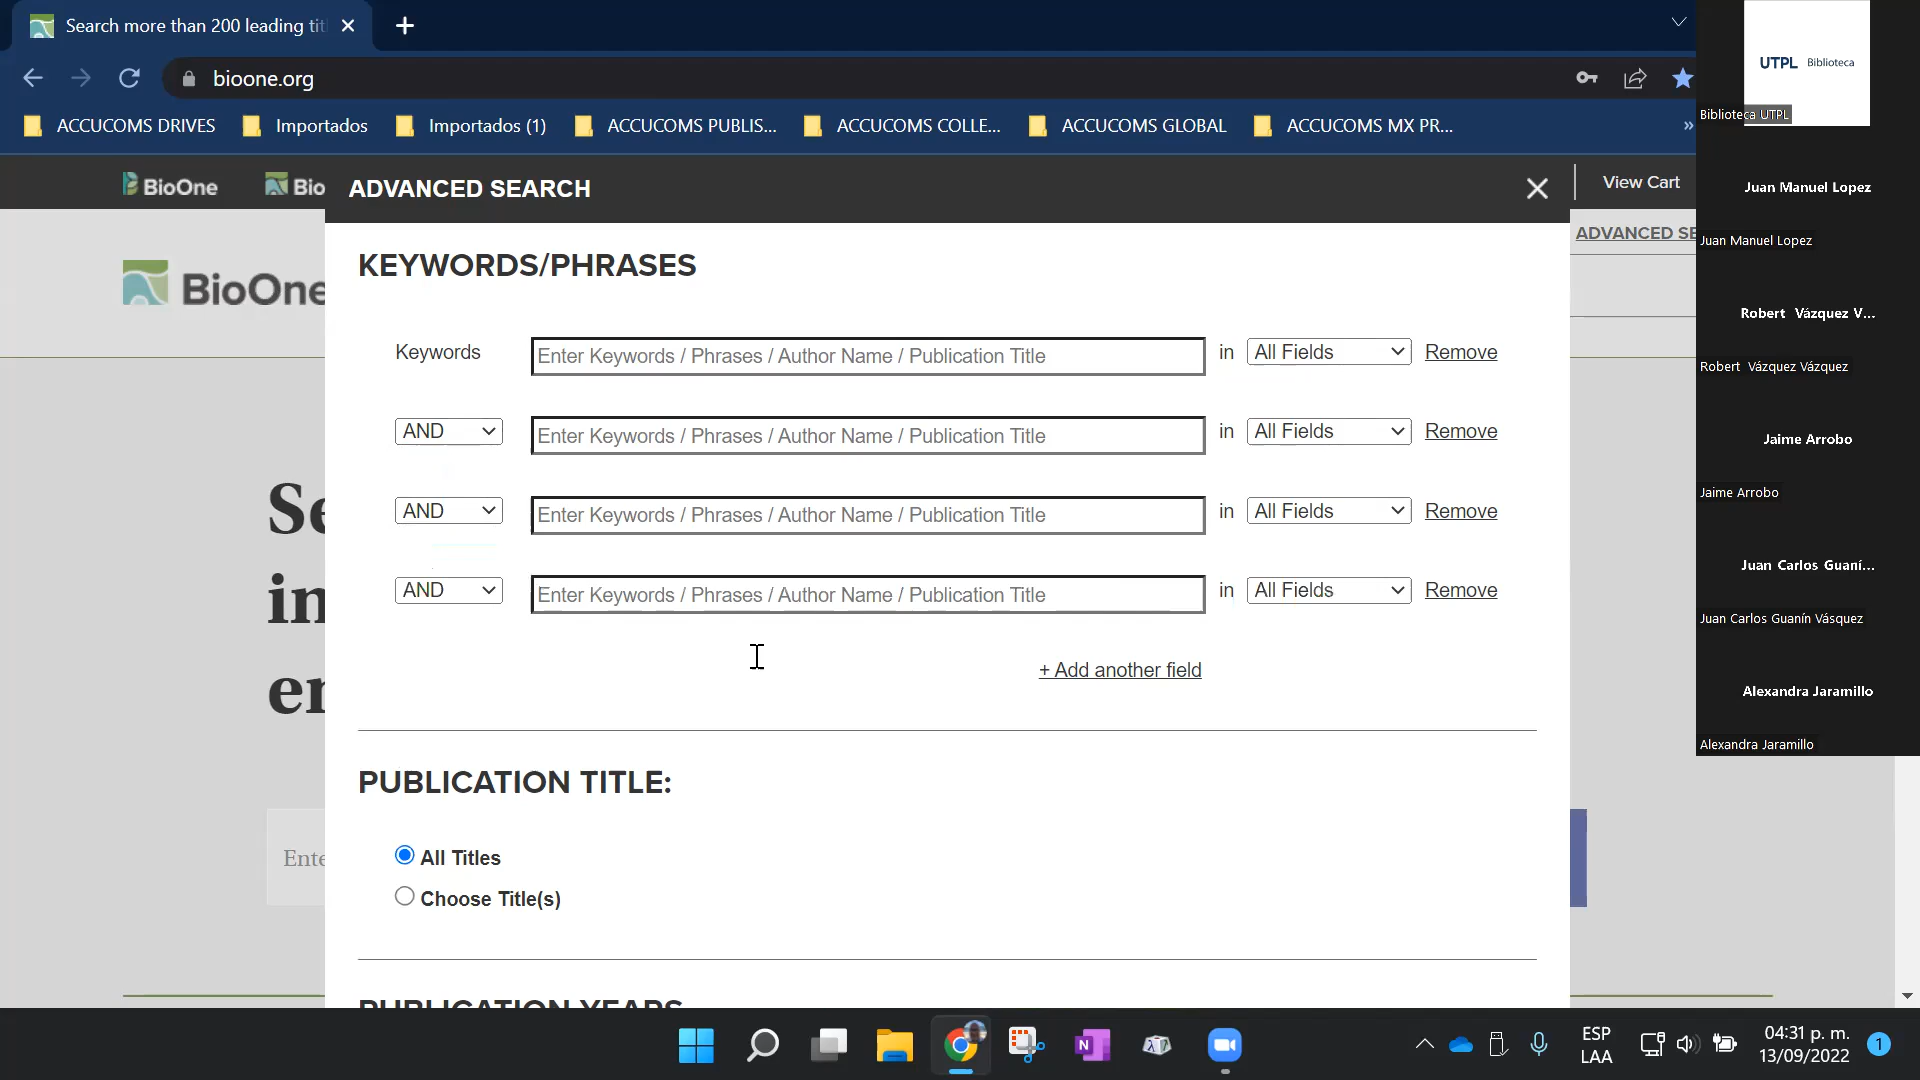 Search more than 200 leading tit
bioone.org
ACCUCOMS DRIVES
Importados
Importados (1)
ACCUCOMS PUBLIS...
ACCUCOMS COLLE...
ACCUCOMS GLOBAL
ACCUCOMS MX PR...
»
BioOne
Bio
ADVANCED SEARCH
View Cart
ADVANCED SE
BioOne
KEYWORDS/PHRASES
Keywords Enter Keywords / Phrases / Author Name / Publication Title in All Fields Remove
AND Enter Keywords / Phrases / Author Name / Publication Title in All Fields Remove
AND Enter Keywords / Phrases / Author Name / Publication Title in All Fields Remove
AND Enter Keywords / Phrases / Author Name / Publication Title in All Fields Remove
+ Add another field
Se
in
en
PUBLICATION TITLE:
All Titles
Choose Title(s)
Ente
PUBLICATION YEARS
UTPL Biblioteca
Biblioteca UTPL
Juan Manuel Lopez
Juan Manuel Lopez
Robert Vázquez V...
Robert Vázquez Vázquez
Jaime Arrobo
Jaime Arrobo
Juan Carlos Guaní...
Juan Carlos Guanín Vásquez
Alexandra Jaramillo
Alexandra Jaramillo
N
ESP
LAA
04:31 p. m.
13/09/2022
1